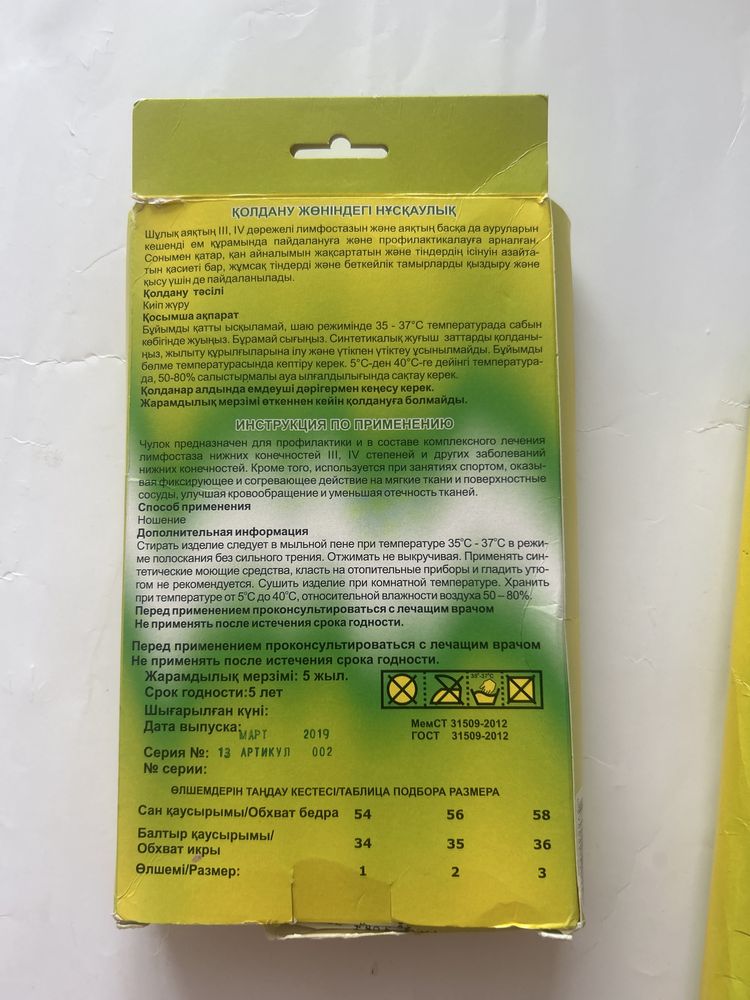 ҚОЛДАНУ ЖӨНІНДЕГІ НҰСҚАУЛЫҚ
Шұлық аяқтың III, IV дәрежелі лимфостазын және аяқтың басқа да ауруларын
кешенді ем құрамында пайдалануға және профилактикалауға арналған.
Сонымен қатар, қан айналымын жақсартатын және тіндердің ісінуін азайта-
тын қасиеті бар, жұмсақ тіндерді және беткейлік тамырларды қыздыру және
қысу үшін де пайдаланылады.
Қолдану тәсілі
Киіп жүру
Қосымша ақпарат
Бұйымды қатты ысқыламай, шаю режимінде 35 - 37°С температурада сабын
көбігінде жуыңыз. Бұрамай сығыңыз. Синтетикалық жуғыш заттарды қолданы-
ңыз, жылыту құрылғыларына ілу және үтікпен үтіктеу ұсынылмайды. Бұйымды
бөлме температурасында кептіру керек. 5°С-ден 40°С-ге дейінгі температура-
да, 50-80% салыстырмалы ауа ылғалдылығында сақтау керек.
Қолданар алдында емдеуші дәрігермен кеңесу керек.
Жарамдылық мерзімі өткеннен кейін қолдануға болмайды.
ИНСТРУКЦИЯ ПО ПРИМЕНЕНИЮ
Чулок предназначен для профилактики и в составе комплексного лечения
лимфостаза нижних конечностей III, IV степеней и других заболеваний
нижних конечностей. Кроме того, используется при занятиях спортом, оказы-
вая фиксирующее и согревающее действие на мягкие ткани и поверхностные
сосуды, улучшая кровообращение и уменьшая отечность тканей.
Способ применения
Ношение
Дополнительная информация
Стирать изделие следует в мыльной пене при температуре 35°С - 37°С в режи-
ме полоскания без сильного трения. Отжимать не выкручивая. Применять син-
тетические моющие средства, класть на отопительные приборы и гладить утю-
гом не рекомендуется. Сушить изделие при комнатной температуре. Хранить
при температуре от 5°С до 40°С, относительной влажности воздуха 50 – 80%.
Перед применением проконсультироваться с лечащим врачом
Не применять после истечения срока годности.
Перед применением проконсультироваться с лечащим врачом
Не применять после истечения срока годности.
Жарамдылық мерзімі: 5 жыл.
35°-37°С
Срок годности:5 лет
Шығарылған күні:
Дата выпуска: МАРТ 2019
МемСТ 31509-2012
ГОСТ 31509-2012
Серия №: 13 АРТИКУЛ 002
№ серии:
ӨЛШЕМДЕРІН ТАҢДАУ КЕСТЕСІ/ТАБЛИЦА ПОДБОРА РАЗМЕРА
Сан қаусырымы/Обхват бедра 54 56 58
Балтыр қаусырымы/
Обхват икры 34 35 36
Өлшемі/Размер: 1 2 3